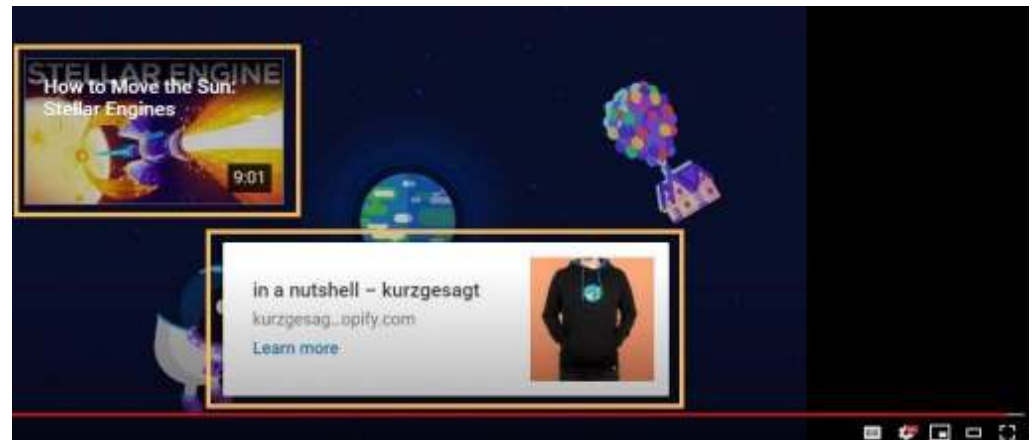 STELLAR ENGINE
How to Move the Sun:
Stellar Engines
9:01
in a nutshell – kurzgesagt
kurzgesag...opify.com
Learn more